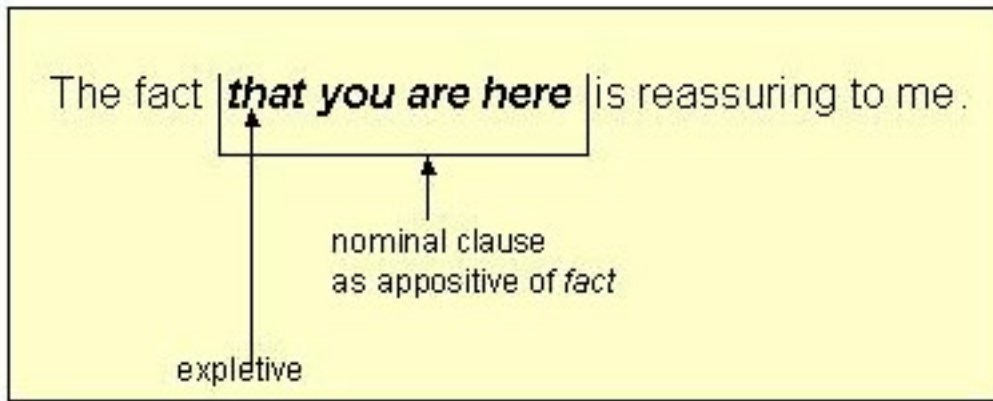 The fact that you are here is reassuring to me.
nominal clause
as appositive of fact
expletive